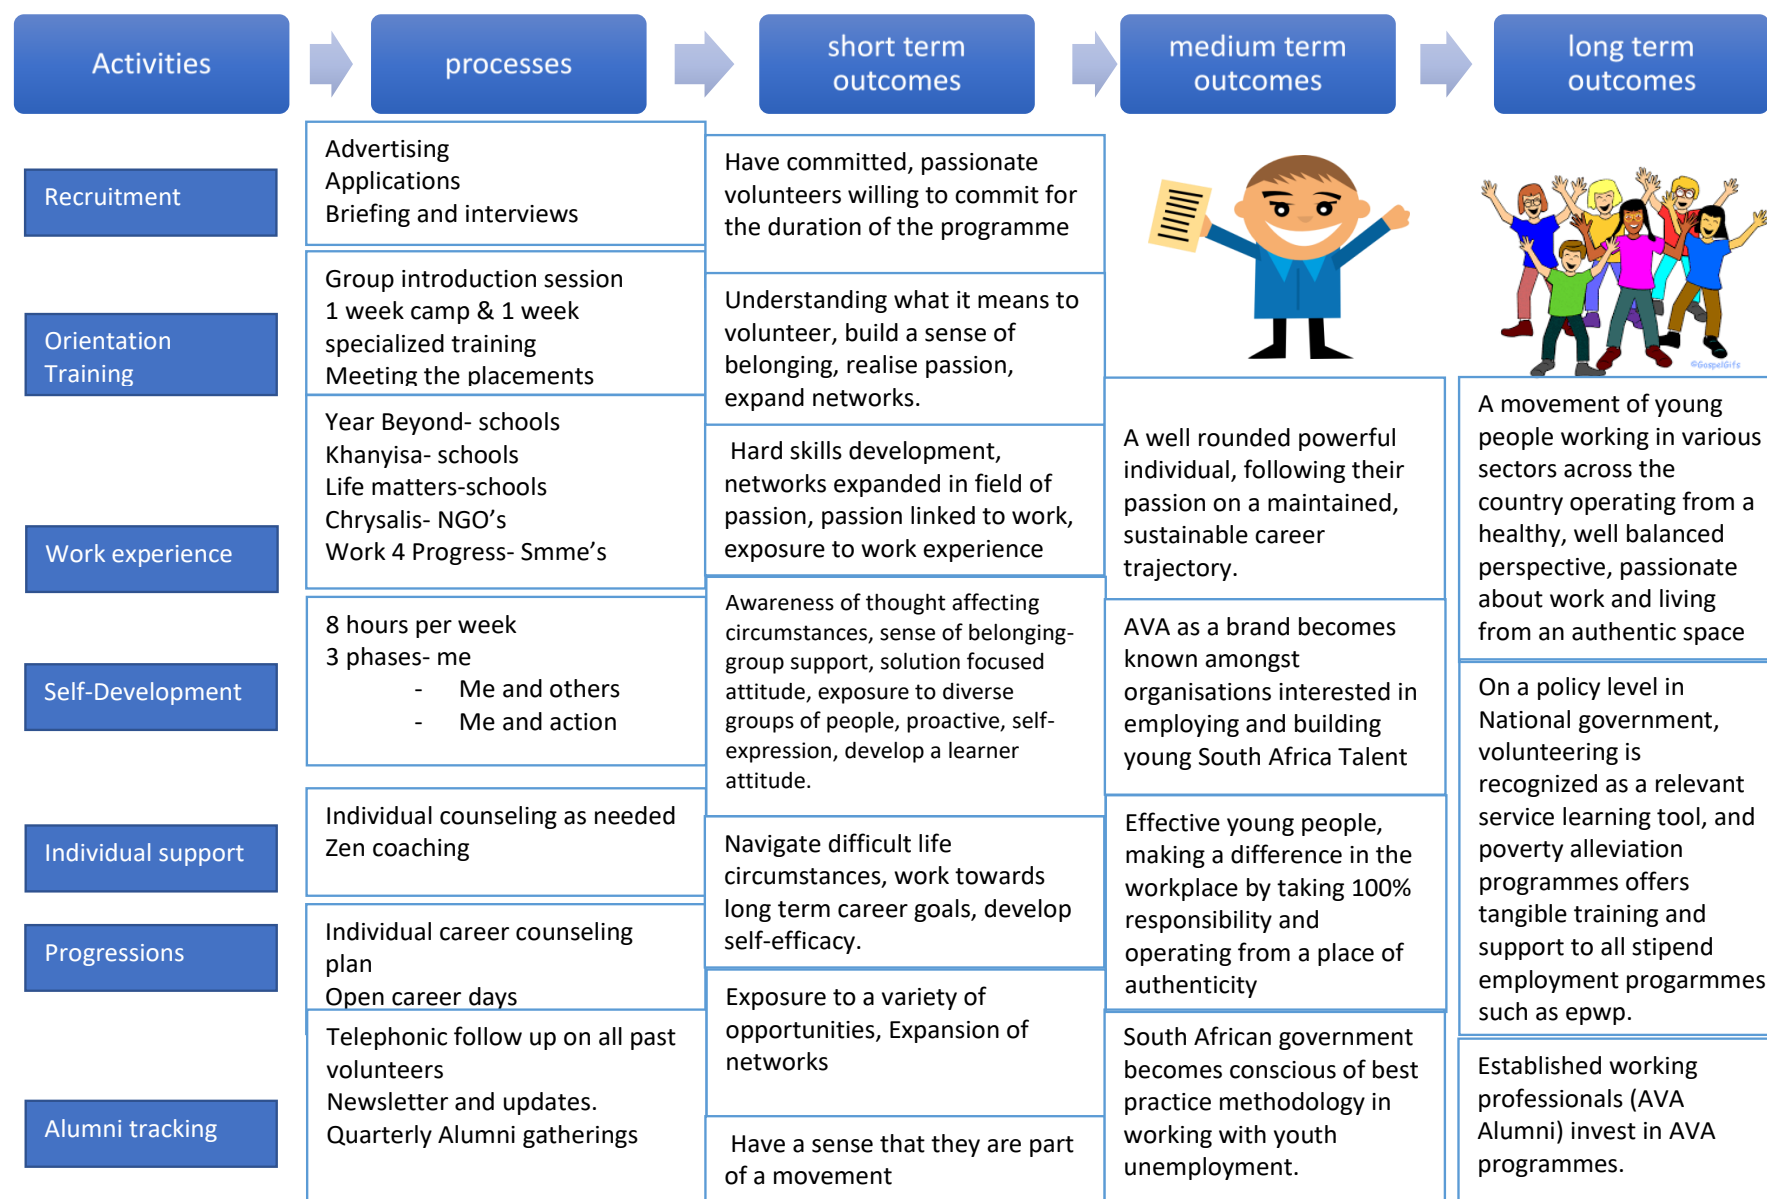 Activities
processes
short term
outcomes
medium term
outcomes
long term
outcomes
Recruitment
Orientation
Training
Work experience
Self-Development
Individual support
Progressions
Alumni tracking
Advertising
Applications
Briefing and interviews
Group introduction session
1 week camp & 1 week
specialized training
Meeting the placements
Year Beyond- schools
Khanyisa- schools
Life matters-schools
Chrysalis- NGO’s
Work 4 Progress- Smme’s
8 hours per week
3 phases- me
- Me and others
- Me and action
Individual counseling as needed
Zen coaching
Individual career counseling
plan
Open career days
Telephonic follow up on all past
volunteers
Newsletter and updates.
Quarterly Alumni gatherings
Have committed, passionate
volunteers willing to commit for
the duration of the programme
Understanding what it means to
volunteer, build a sense of
belonging, realise passion,
expand networks.
Hard skills development,
networks expanded in field of
passion, passion linked to work,
exposure to work experience
Awareness of thought affecting
circumstances, sense of belonging-
group support, solution focused
attitude, exposure to diverse
groups of people, proactive, self-
expression, develop a learner
attitude.
Navigate difficult life
circumstances, work towards
long term career goals, develop
self-efficacy.
Exposure to a variety of
opportunities, Expansion of
networks
Have a sense that they are part
of a movement
A well rounded powerful
individual, following their
passion on a maintained,
sustainable career
trajectory.
AVA as a brand becomes
known amongst
organisations interested in
employing and building
young South Africa Talent
Effective young people,
making a difference in the
workplace by taking 100%
responsibility and
operating from a place of
authenticity
South African government
becomes conscious of best
practice methodology in
working with youth
unemployment.
©GospelGifs
A movement of young
people working in various
sectors across the
country operating from a
healthy, well balanced
perspective, passionate
about work and living
from an authentic space
On a policy level in
National government,
volunteering is
recognized as a relevant
service learning tool, and
poverty alleviation
programmes offers
tangible training and
support to all stipend
employment progarmmes
such as epwp.
Established working
professionals (AVA
Alumni) invest in AVA
programmes.